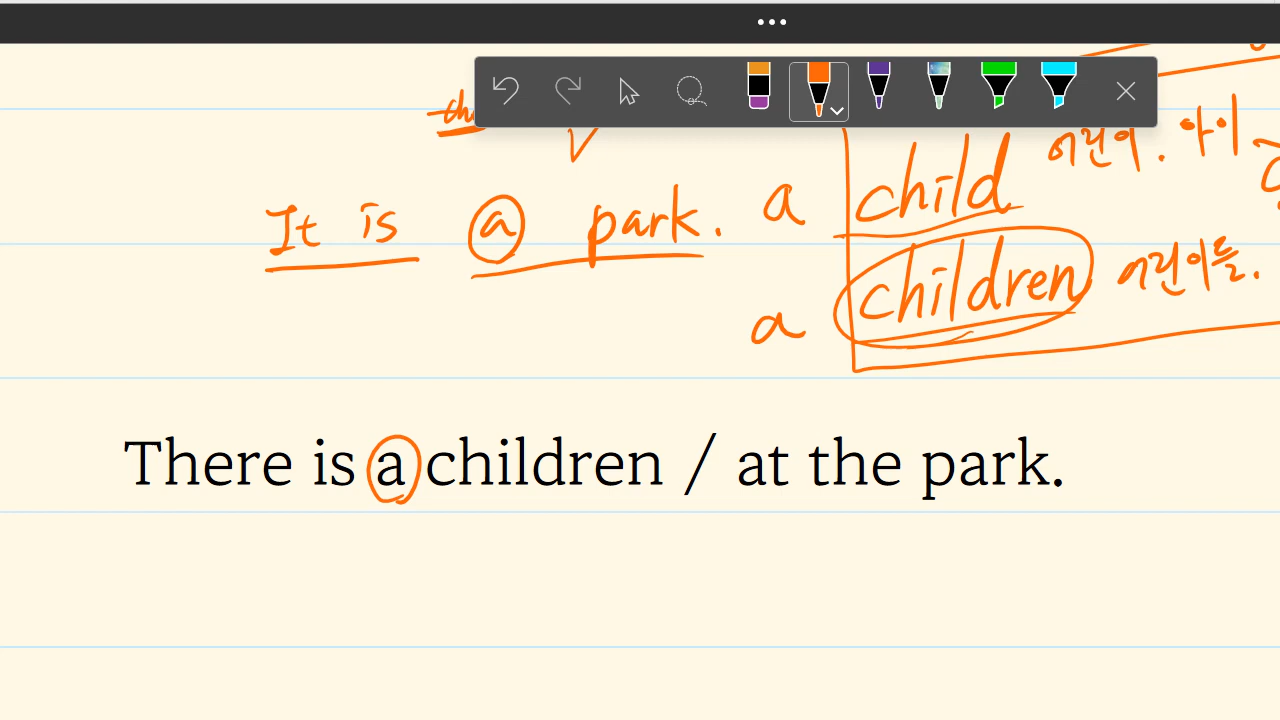 a child 어린이. 아이
It is a park.
a children 어린이들.
There is a children / at the park.